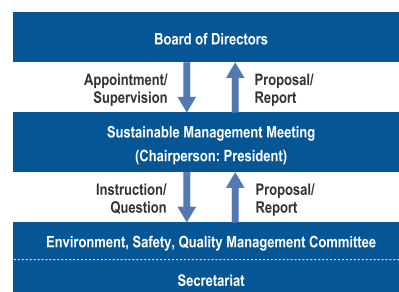 Board of Directors
Appointment/
Supervision
Proposal/
Report
Sustainable Management Meeting
(Chairperson: President)
Instruction/
Question
Proposal/
Report
Environment, Safety, Quality Management Committee
Secretariat